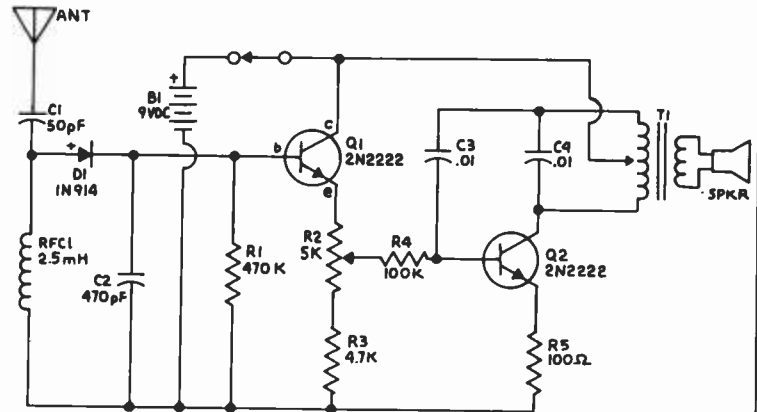 ANT
C1
50pF
+
D1
1N914
RFC1
2.5mH
C2
470pF
+
B1
9VDC
R1
470K
b
c
e
Q1
2N2222
R2
5K
R3
4.7K
R4
100K
C3
.01
C4
.01
Q2
2N2222
R5
100Ω
T1
SPKR